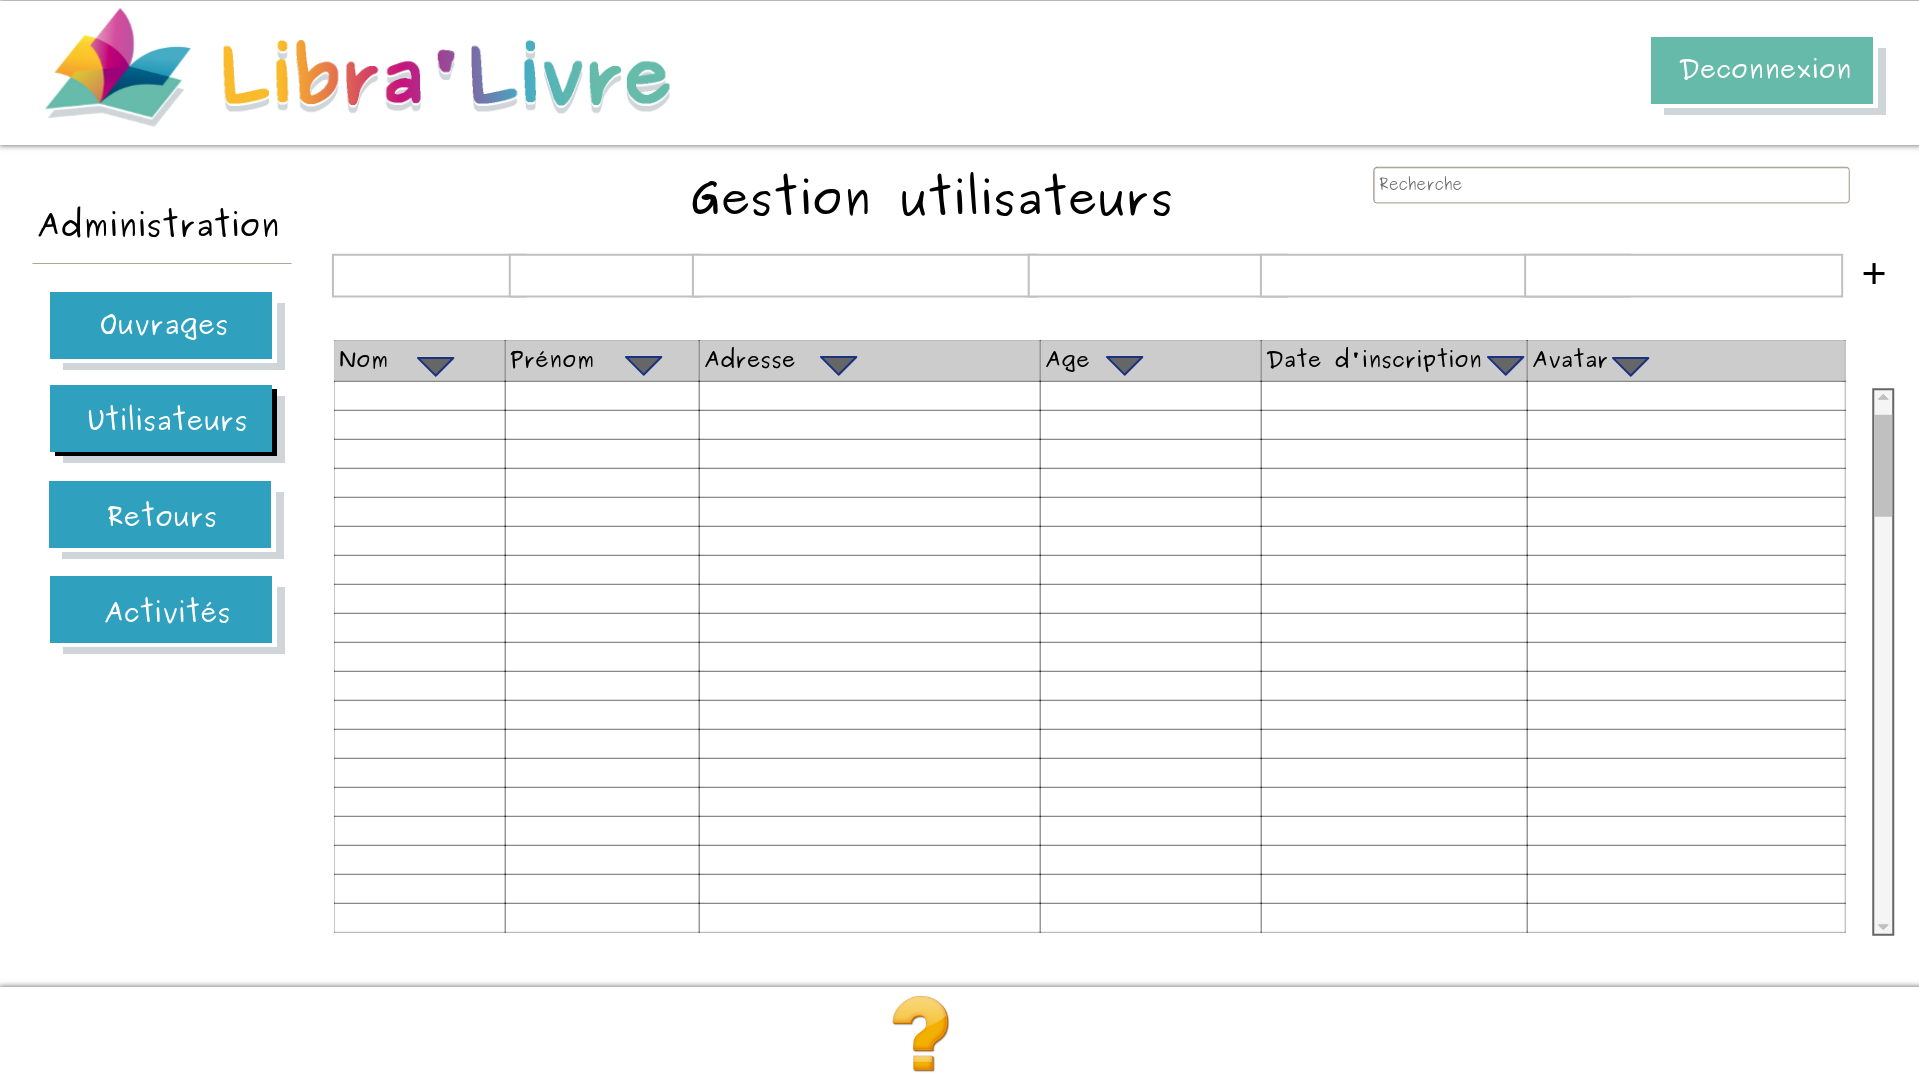 Libra'Livre
Deconnexion
Gestion utilisateurs
Recherche
Administration
+
Ouvrages
Utilisateurs
Retours
Activités
Nom Prénom Adresse Age Date d'inscription Avatar
?